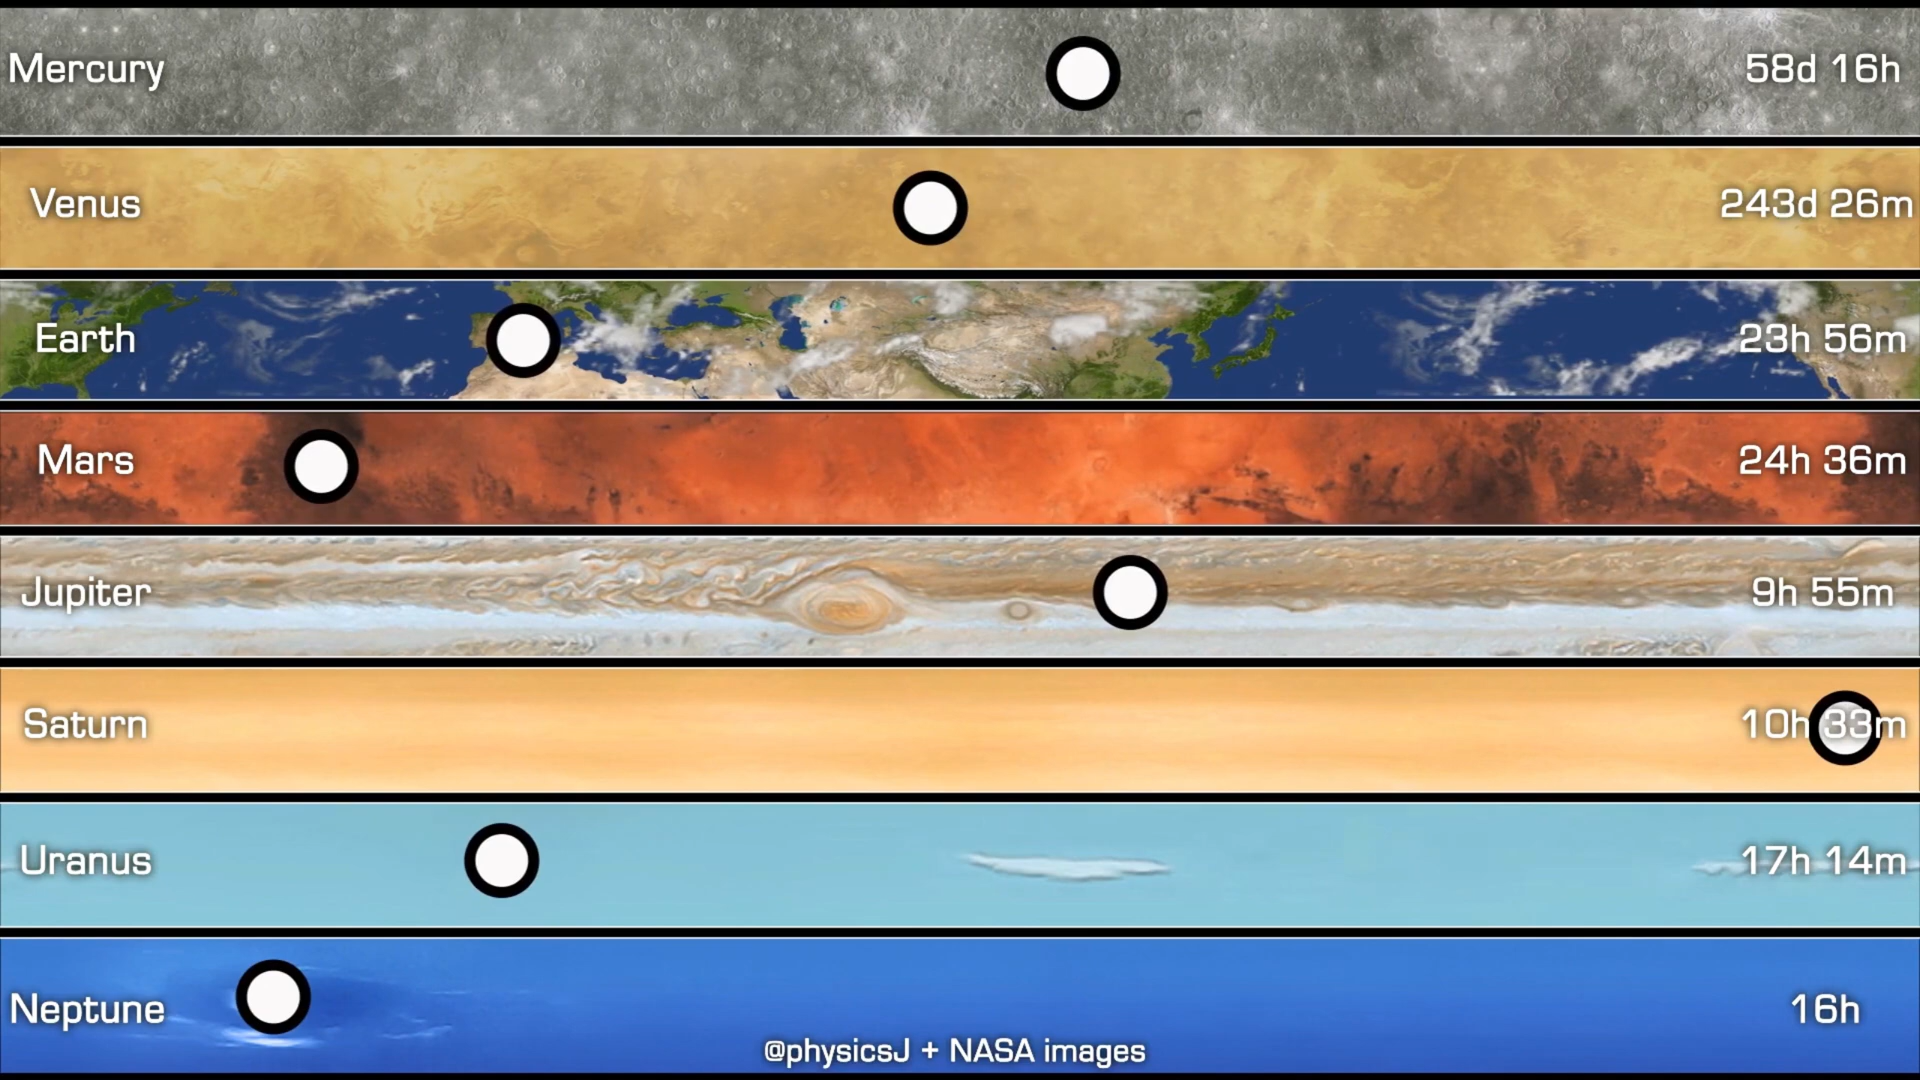 Mercury 58d 16h
Venus 243d 26m
Earth 23h 56m
Mars 24h 36m
Jupiter 9h 55m
Saturn 10h 33m
Uranus 17h 14m
Neptune 16h
@physicsJ + NASA images